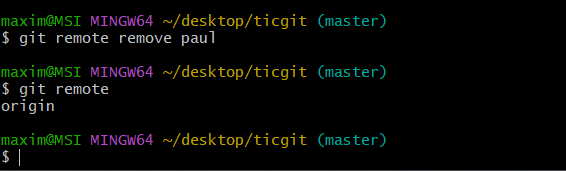 maxim@MSI MINGW64 ~/desktop/ticgit (master)
$ git remote remove paul
maxim@MSI MINGW64 ~/desktop/ticgit (master)
$ git remote
origin
maxim@MSI MINGW64 ~/desktop/ticgit (master)
$